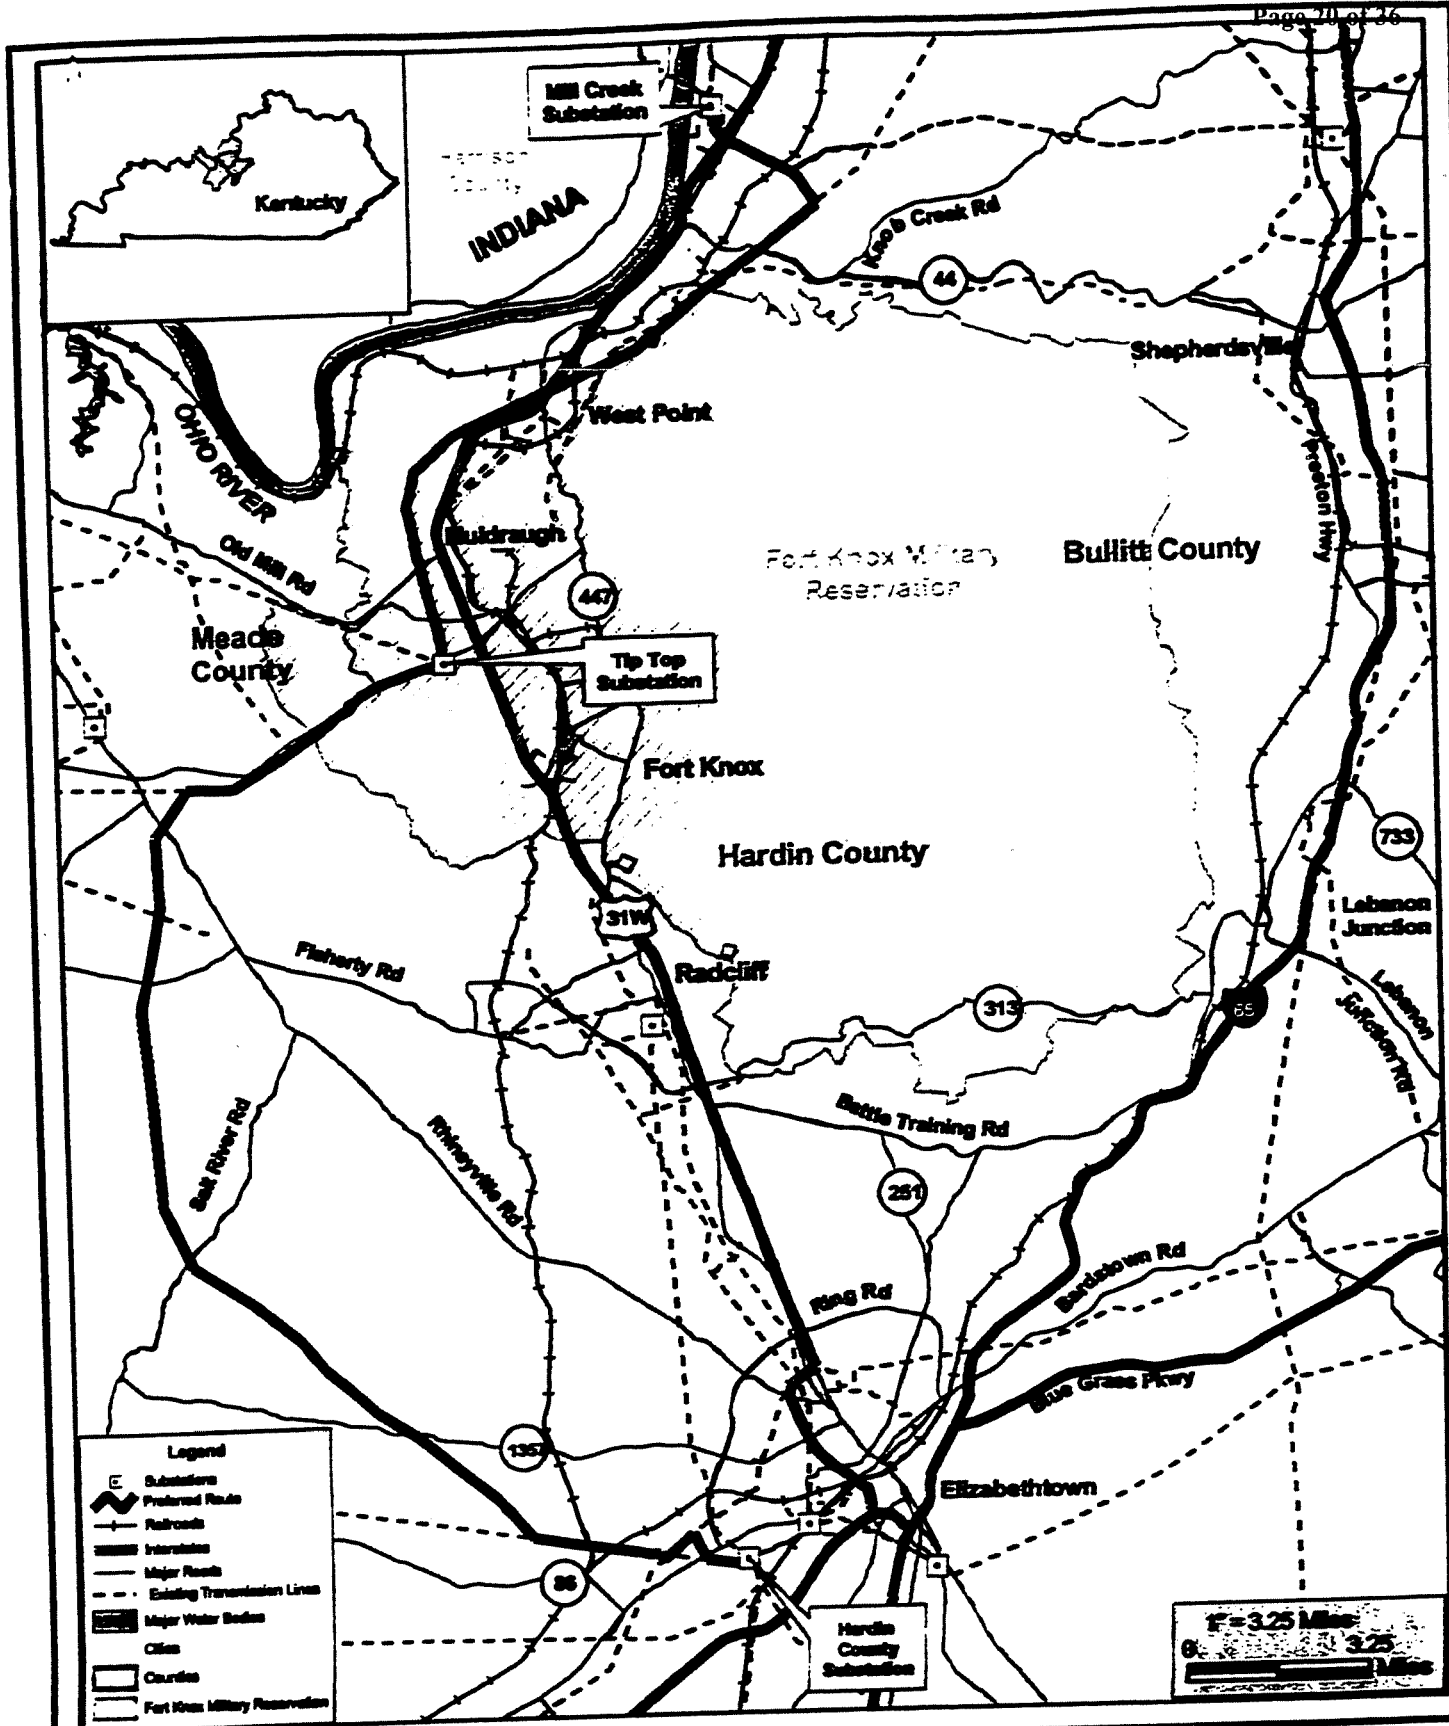 Page 20 of 36
Mill Creek
Substation
Harrison
County
INDIANA
Kentucky
Knob Creek Rd
44
Shepherdsville
OHIO RIVER
West Point
Preston Hwy
Muldraugh
Old Mill Rd
Fort Knox Military
Reservation
Bullitt County
447
Meade
County
Tip Top
Substation
Fort Knox
Hardin County
733
31W
Lebanon
Junction
Flaherty Rd
Radcliff
313
65
Lebanon
Junction Rd
Battle Training Rd
Salt River Rd
Rhineyville Rd
251
Bardstown Rd
Ring Rd
Blue Grass Pkwy
1357
Elizabethtown
86
Hardin
County
Substation
Legend
Substations
Preferred Route
Railroads
Interstates
Major Roads
Existing Transmission Lines
Major Water Bodies
Cities
Counties
Fort Knox Military Reservation
1" = 3.25 Miles
0 3.25
Miles